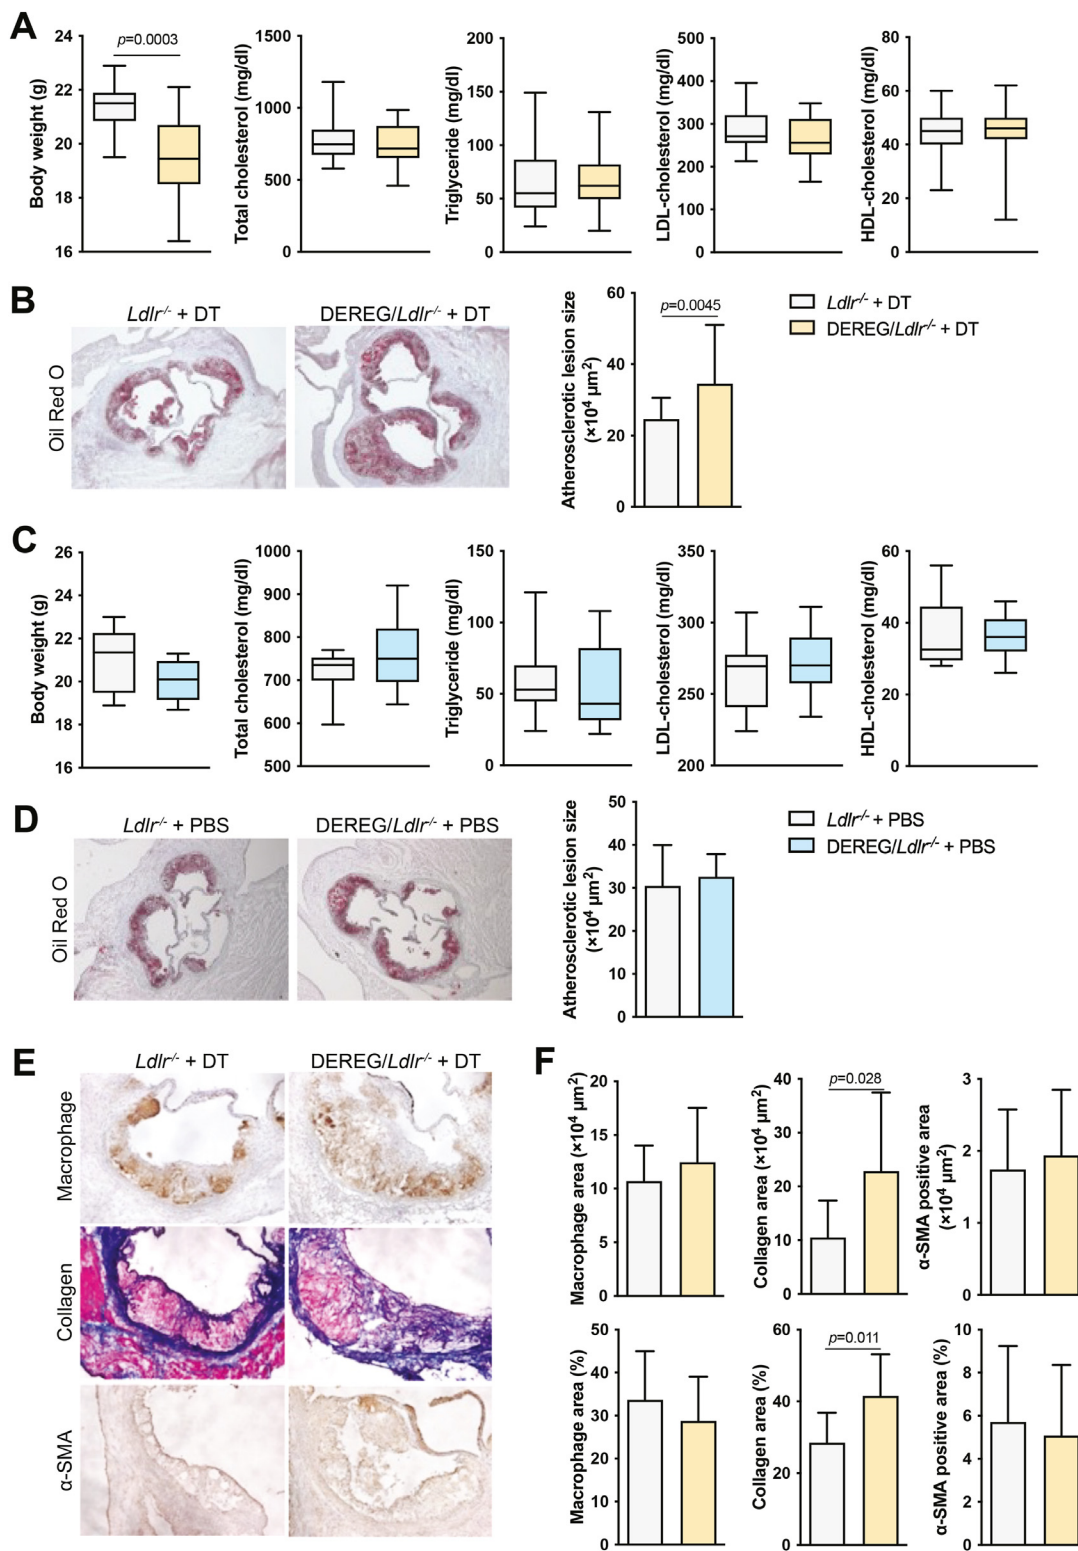 A
Body weight (g)
24
22
20
18
16
p=0.0003
Total cholesterol (mg/dl)
1500
1000
500
0
Triglyceride (mg/dl)
200
150
100
50
0
LDL-cholesterol (mg/dl)
500
400
300
200
100
0
HDL-cholesterol (mg/dl)
80
60
40
20
0
B
Ldlr-/- + DT
DEREG/Ldlr-/- + DT
Oil Red O
Atherosclerotic lesion size
(×10⁴ µm²)
60
40
20
0
p=0.0045
Ldlr-/- + DT
DEREG/Ldlr-/- + DT
C
Body weight (g)
26
24
22
20
18
16
Total cholesterol (mg/dl)
1000
900
800
700
600
500
Triglyceride (mg/dl)
150
100
50
0
LDL-cholesterol (mg/dl)
350
300
250
200
HDL-cholesterol (mg/dl)
60
40
20
0
D
Ldlr-/- + PBS
DEREG/Ldlr-/- + PBS
Oil Red O
Atherosclerotic lesion size
(×10⁴ µm²)
50
40
30
20
10
0
Ldlr-/- + PBS
DEREG/Ldlr-/- + PBS
E
Ldlr-/- + DT
DEREG/Ldlr-/- + DT
Macrophage
Collagen
α-SMA
F
Macrophage area (×10⁴ µm²)
20
15
10
5
0
Collagen area (×10⁴ µm²)
40
30
20
10
0
p=0.028
α-SMA positive area
(×10⁴ µm²)
3
2
1
0
Macrophage area (%)
50
40
30
20
10
0
Collagen area (%)
60
40
20
0
p=0.011
α-SMA positive area (%)
10
8
6
4
2
0